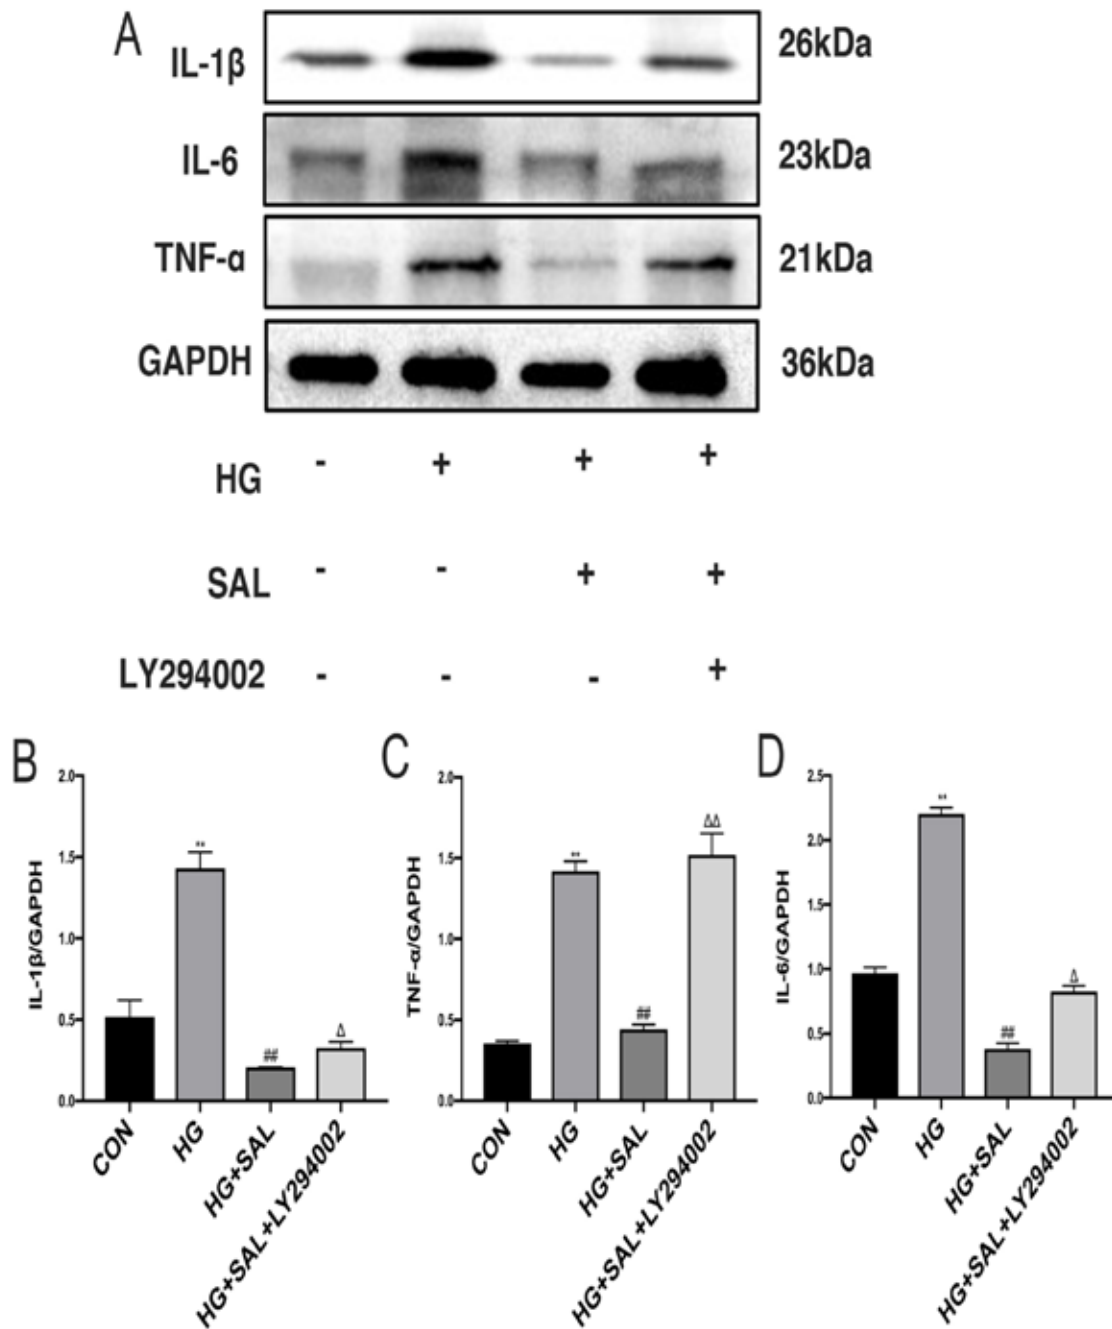 A
IL-1β 26kDa
IL-6 23kDa
TNF-α 21kDa
GAPDH 36kDa
HG - + + +
SAL - - + +
LY294002 - - - +
B
IL-1β/GAPDH
2.0
1.5
1.0
0.5
0.0
**
##
Δ
CON
HG
HG+SAL
HG+SAL+LY294002
C
TNF-α/GAPDH
2.0
1.5
1.0
0.5
0.0
**
##
ΔΔ
CON
HG
HG+SAL
HG+SAL+LY294002
D
IL-6/GAPDH
2.5
2.0
1.5
1.0
0.5
0.0
**
##
Δ
CON
HG
HG+SAL
HG+SAL+LY294002